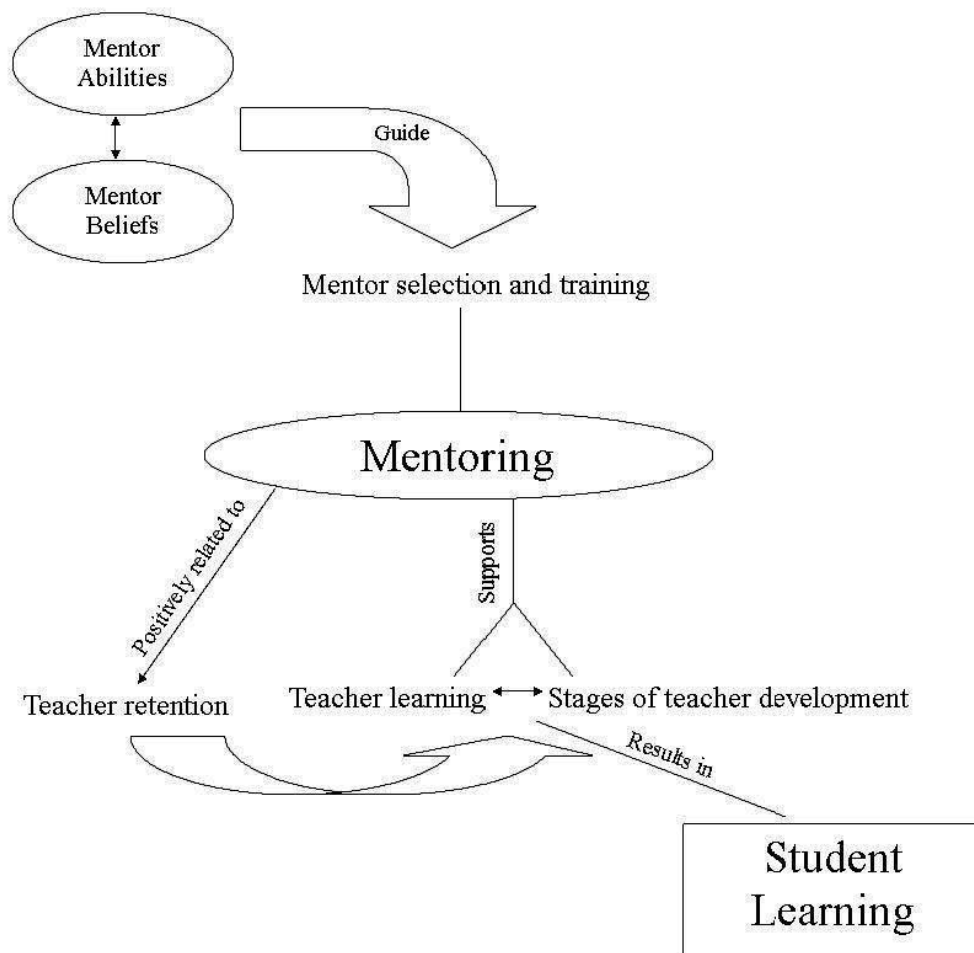 Mentor
Abilities
Guide
Mentor
Beliefs
Mentor selection and training
Mentoring
Positively related to
Supports
Teacher retention
Teacher learning
Stages of teacher development
Results in
Student
Learning